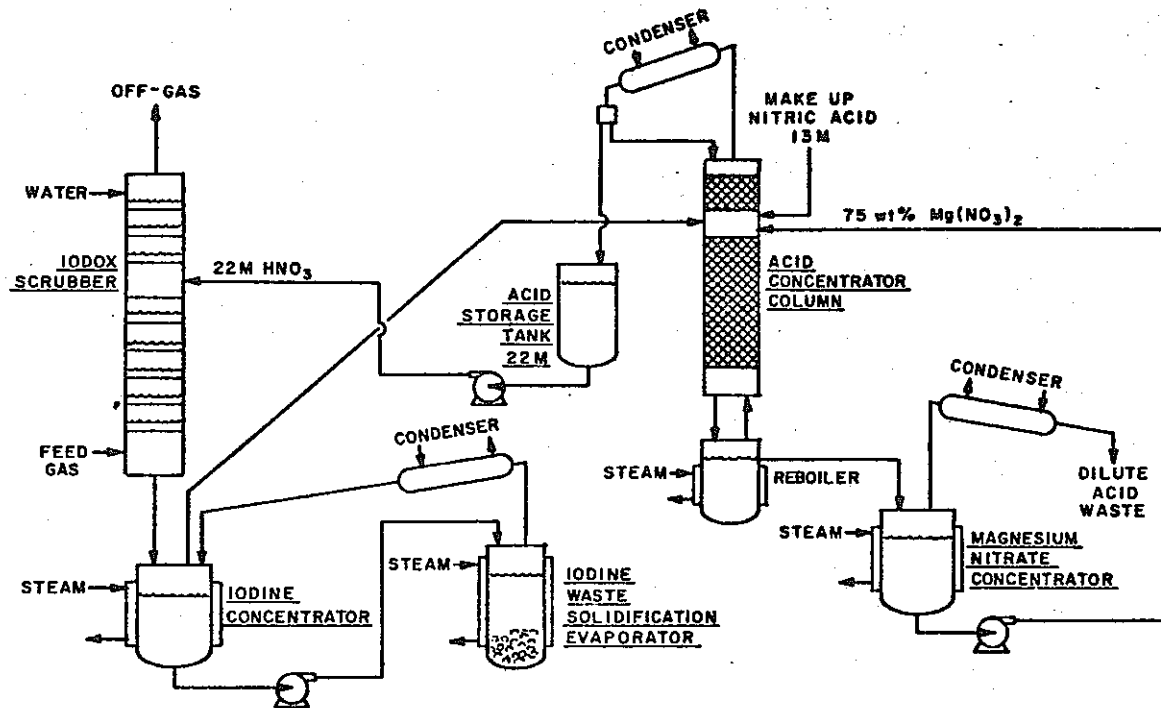 CONDENSER
OFF-GAS
MAKE UP
NITRIC ACID
13M
WATER
75 wt% Mg(NO3)2
IODOX
SCRUBBER
22M HNO3
ACID
STORAGE
TANK
22M
ACID
CONCENTRATOR
COLUMN
CONDENSER
FEED
GAS
CONDENSER
STEAM
REBOILER
DILUTE
ACID
WASTE
STEAM
MAGNESIUM
NITRATE
CONCENTRATOR
STEAM
IODINE
CONCENTRATOR
STEAM
IODINE
WASTE
SOLIDIFICATION
EVAPORATOR